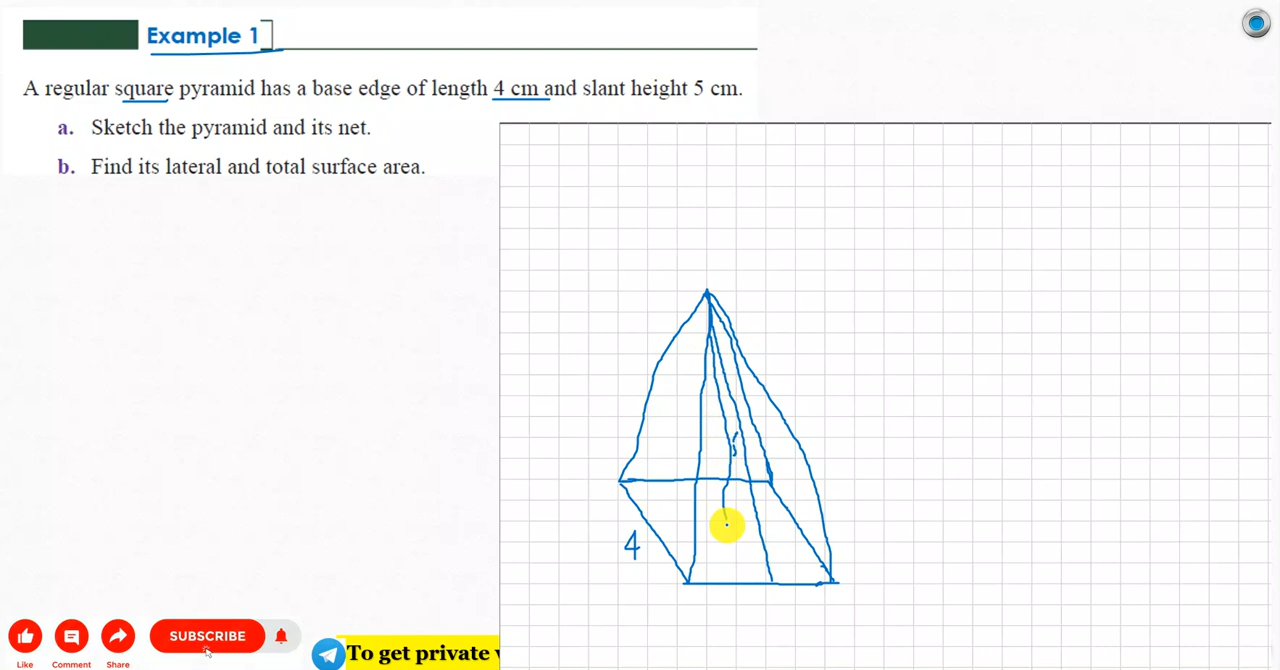 Example 1
A regular square pyramid has a base edge of length 4 cm and slant height 5 cm.
a. Sketch the pyramid and its net.
b. Find its lateral and total surface area.
4
Like
Comment
Share
SUBSCRIBE
To get private